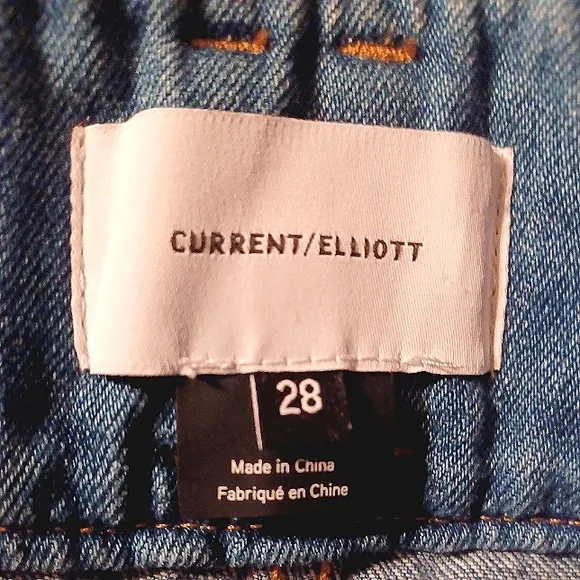 CURRENT/ELLIOTT
28
Made in China
Fabriqué en Chine